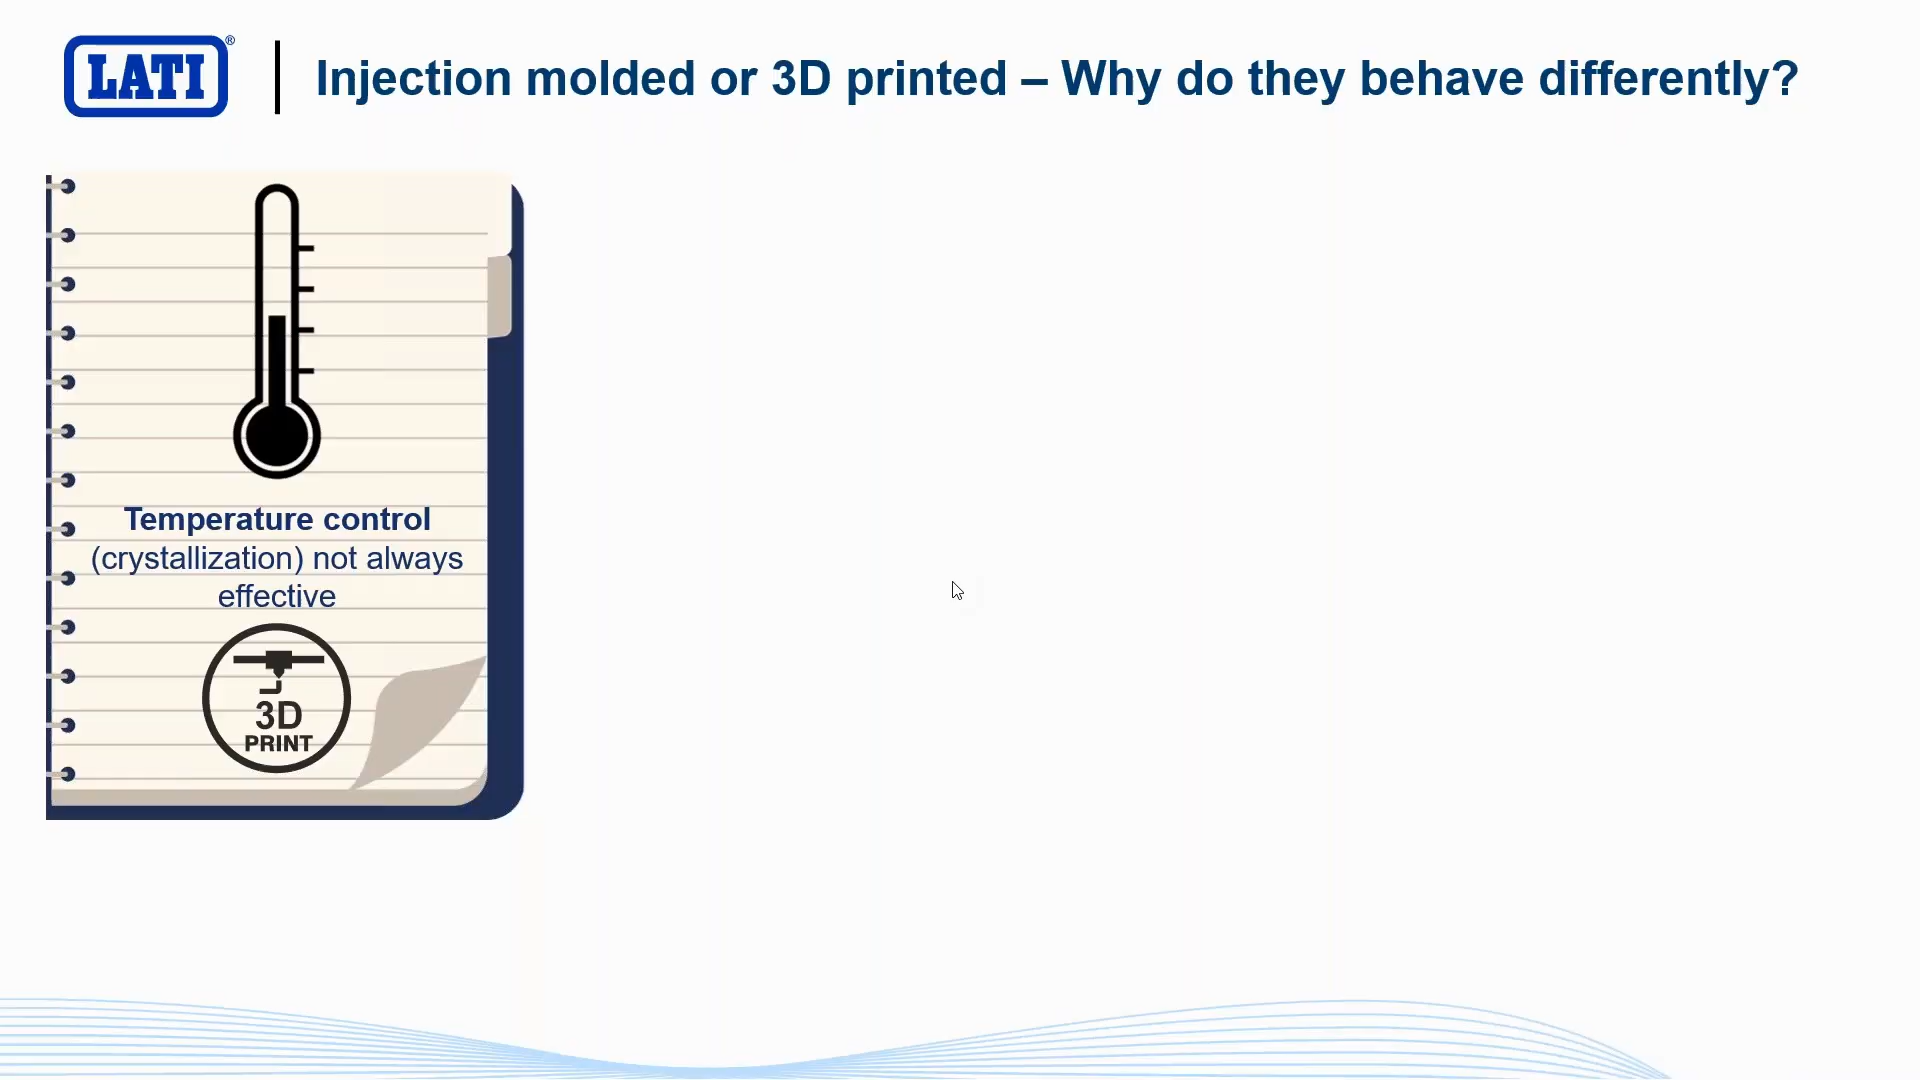 LATI®
Injection molded or 3D printed – Why do they behave differently?
Temperature control
(crystallization) not always
effective
3D
PRINT